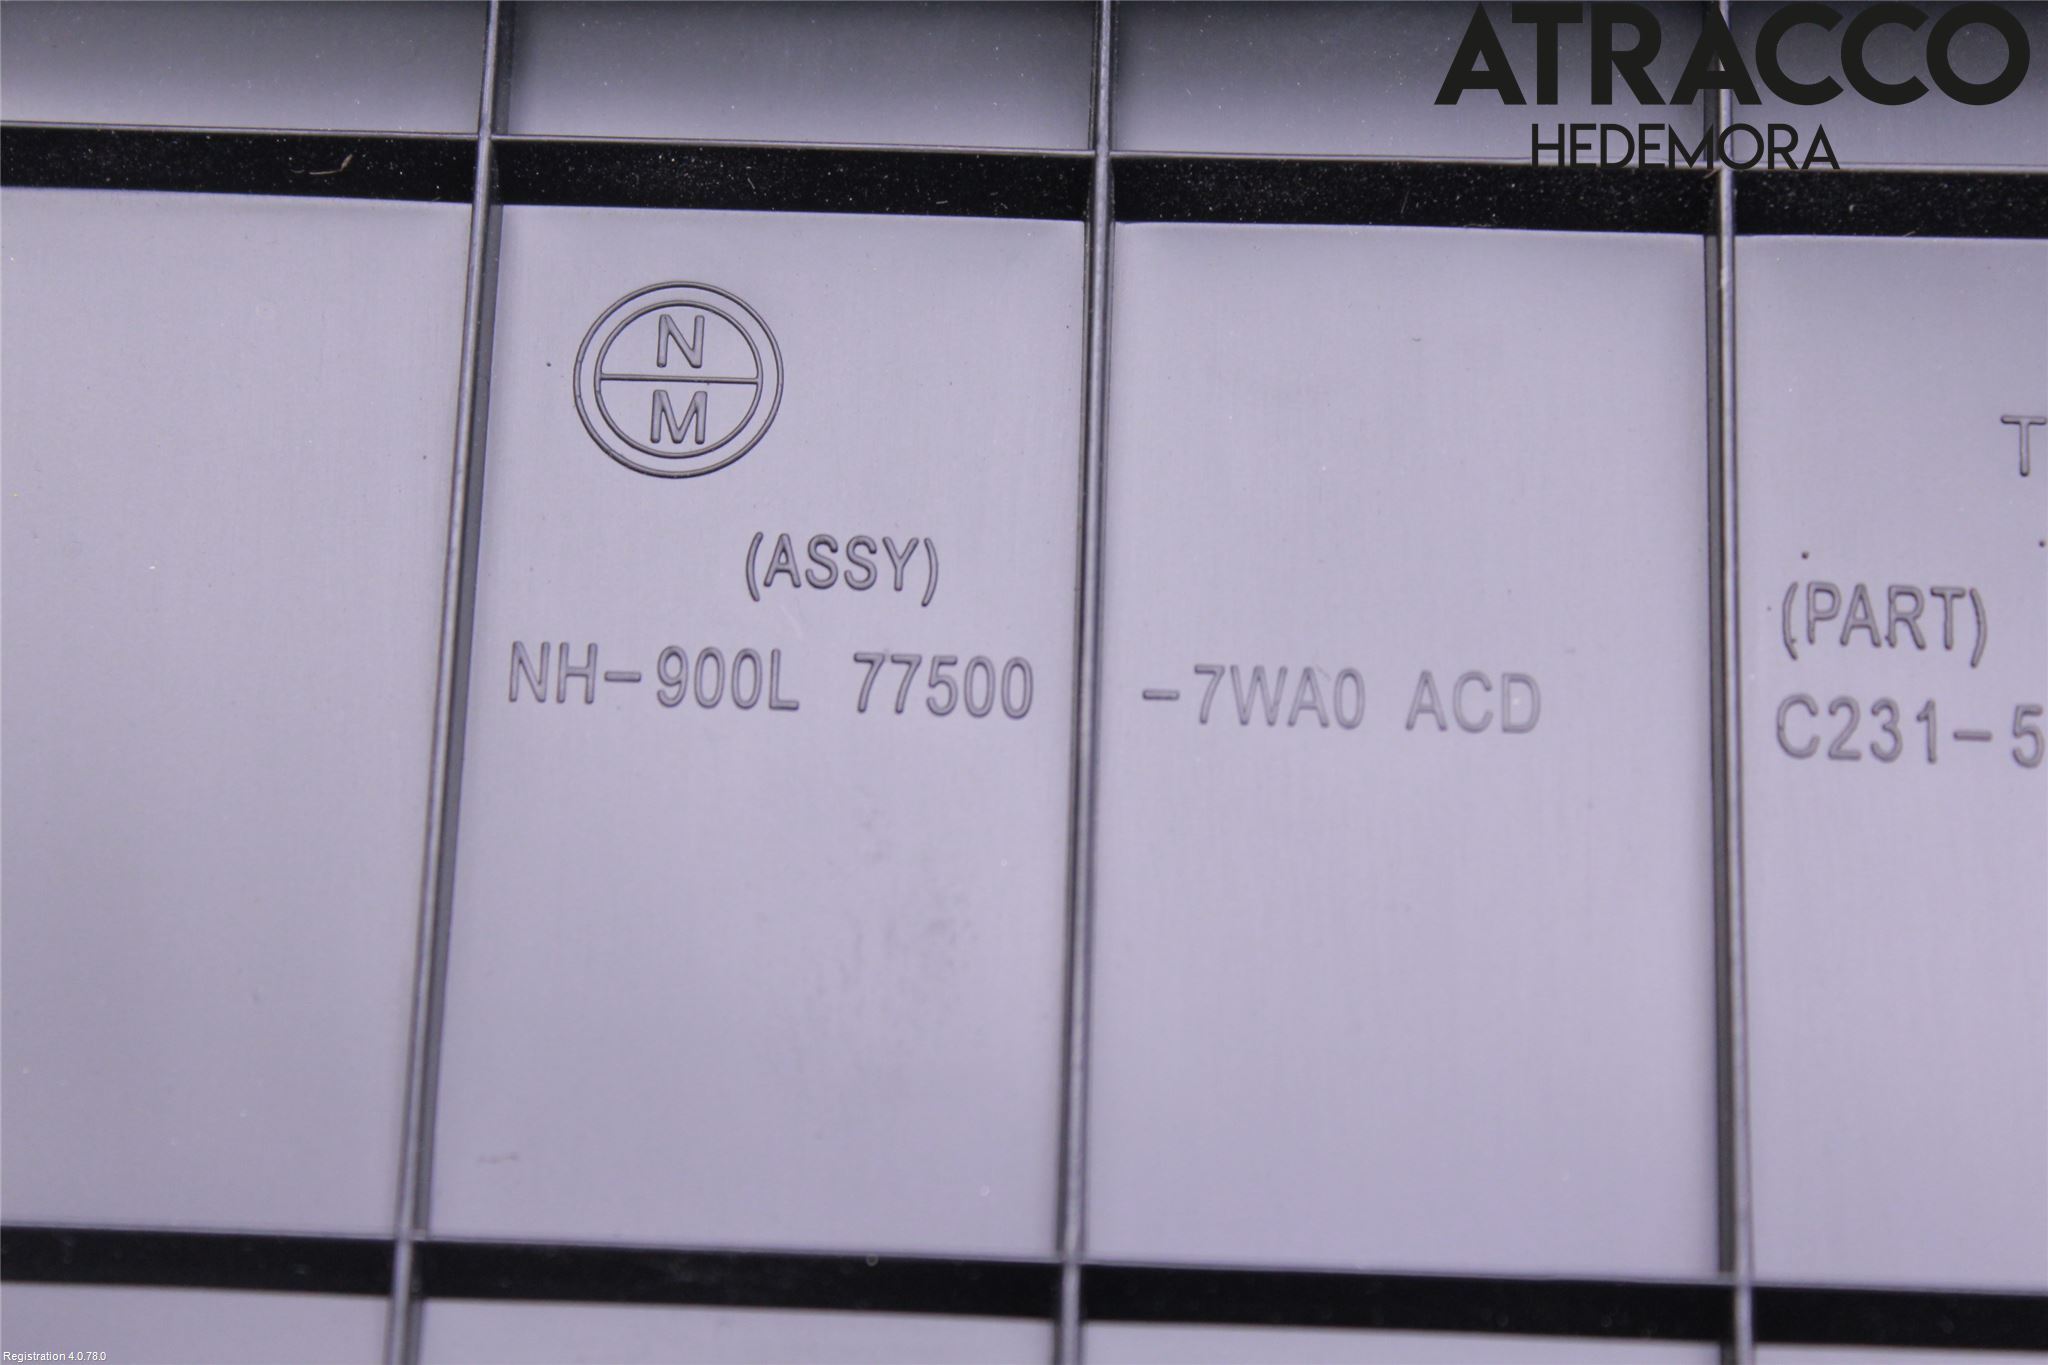 ATRACCO
HEDEMORA
N
M
T
(ASSY)
(PART)
NH-900L 77500-7WA0 ACD
C231-5
Registration 4.0.78.0